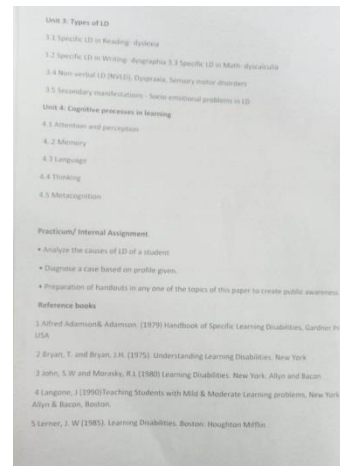 Unit 3: Types of LD
3.1 Specific LD in Reading- dyslexia
3.2 Specific LD in Writing- dysgraphia 3.3 Specific LD in Math- dyscalculia
3.4 Non verbal LD (NVLD), Dyspraxia, Sensory motor disorders
3.5 Secondary manifestations - Socio emotional problems in LD
Unit 4: Cognitive processes in learning
4.1 Attention and perception
4. 2 Memory
4.3 Language
4.4 Thinking
4.5 Metacognition
Practicum/ Internal Assignment
• Analyze the causes of LD of a student
• Diagnose a case based on profile given.
• Preparation of handouts in any one of the topics of this paper to create public awareness.
Reference books
1 Alfred Adamson& Adamson. (1979) Handbook of Specific Learning Disabilities, Gardner
USA
2 Bryan, T. and Bryan, J.H. (1975). Understanding Learning Disabilities. New York
3 John, S.W and Morasky, R.L (1980) Learning Disabilities. New York. Allyn and Bacon
4 Langone, J (1990)Teaching Students with Mild & Moderate Learning problems, New York
Allyn & Bacon, Boston.
5 Lerner, J. W (1985). Learning Disabilities. Boston: Houghton Mifflin